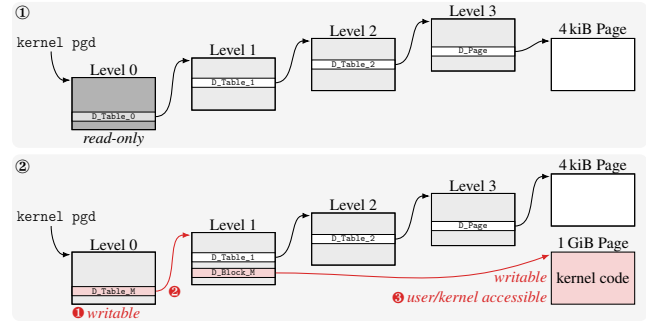 ①
Level 3
Level 2
4 kiB Page
kernel pgd
Level 1
Level 0
D_Page
D_Table_2
D_Table_1
D_Table_0
read-only
②
4 kiB Page
Level 3
Level 2
kernel pgd
Level 1
Level 0
D_Page
D_Table_2
1 GiB Page
D_Table_1
D_Block_M
writable
kernel code
D_Table_M
❷
❸ user/kernel accessible
❶ writable